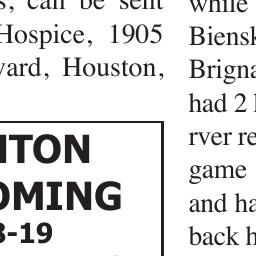 s, can be sent
Hospice, 1905
vard, Houston,
NTON
OMING
3-19
while
Biensk
Brigna
had 2
rver re
game
and ha
back h